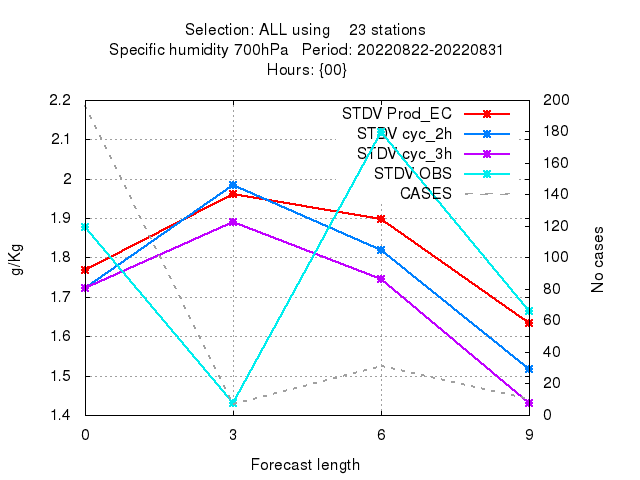 Selection: ALL using    23 stations
Specific humidity 700hPa   Period: 20220822-20220831
Hours: {00}
STDV Prod_EC
STDV cyc_2h
STDV cyc_3h
STDV OBS
CASES
2.2
2.1
2
1.9
1.8
1.7
1.6
1.5
1.4
200
180
160
140
120
100
80
60
40
20
0
g/Kg
No cases
0 3 6 9
Forecast length